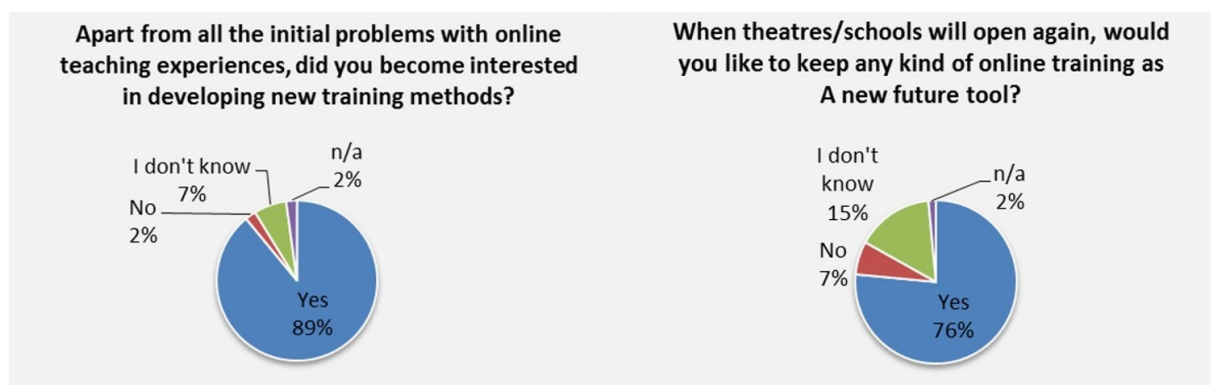 Apart from all the initial problems with online
teaching experiences, did you become interested
in developing new training methods?
I don't know
7%
n/a
2%
No
2%
Yes
89%
When theatres/schools will open again, would
you like to keep any kind of online training as
A new future tool?
I don't
know
15%
n/a
2%
No
7%
Yes
76%